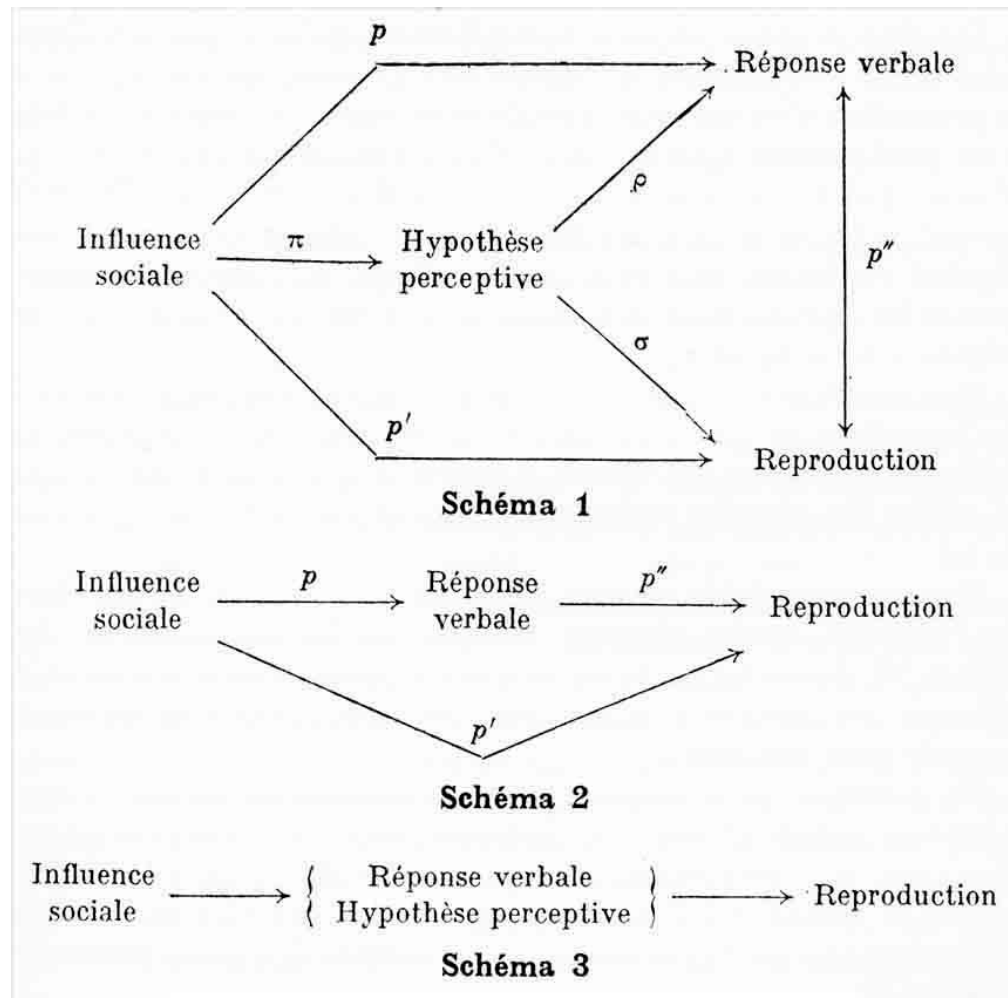 p
Réponse verbale
ρ
Influence
sociale
π
Hypothèse
perceptive
p″
σ
p′
Reproduction
Schéma 1
Influence
sociale
p
Réponse
verbale
p″
Reproduction
p′
Schéma 2
Influence
sociale
{ Réponse verbale
Hypothèse perceptive }
Reproduction
Schéma 3